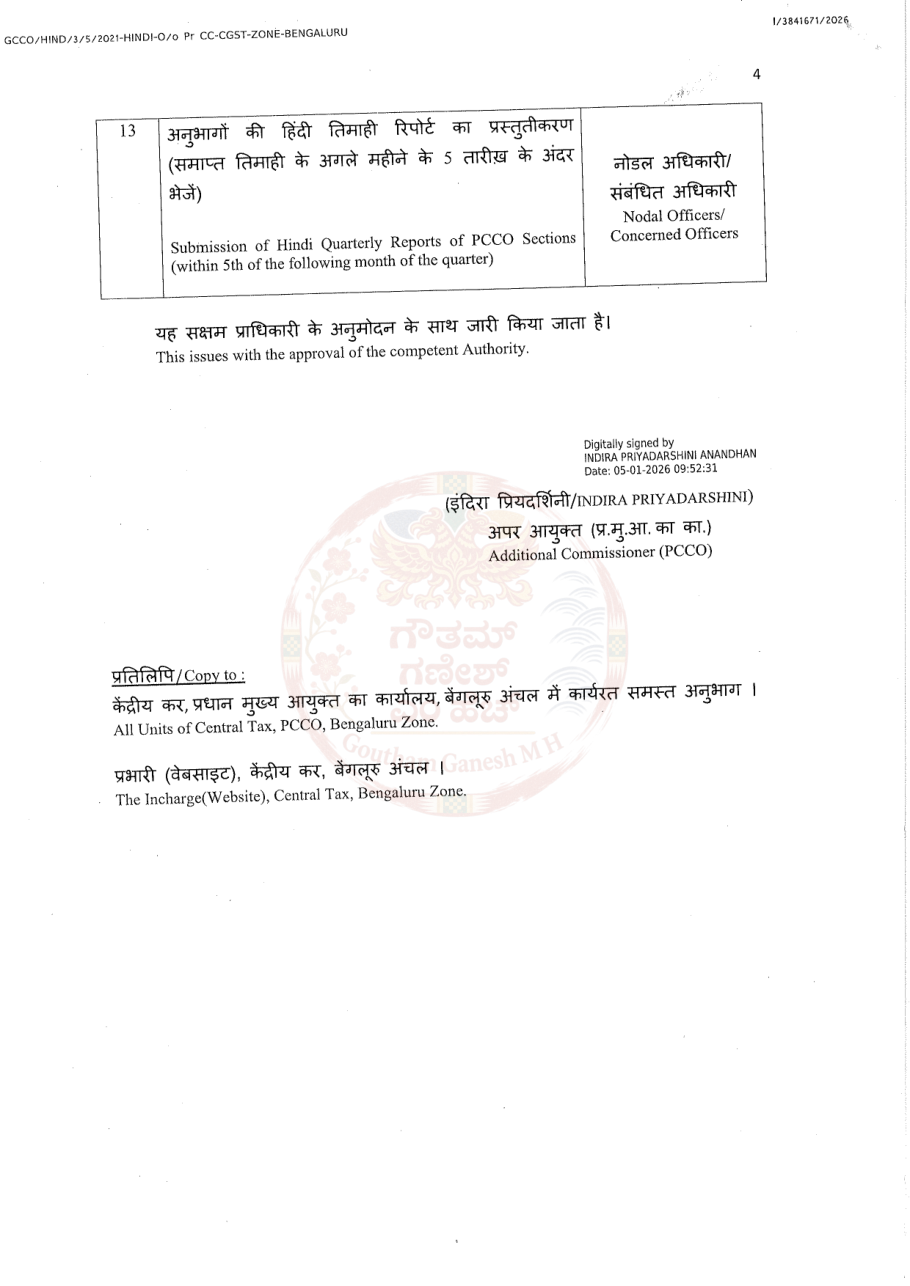 GCCO/HIND/3/5/2021-HINDI-O/o Pr CC-CGST-ZONE-BENGALURU
I/3841671/2026
4
13
अनुभागों की हिंदी तिमाही रिपोर्ट का प्रस्तुतीकरण
(समाप्त तिमाही के अगले महीने के 5 तारीख़ के अंदर
भेजें)
Submission of Hindi Quarterly Reports of PCCO Sections
(within 5th of the following month of the quarter)
नोडल अधिकारी/
संबंधित अधिकारी
Nodal Officers/
Concerned Officers
यह सक्षम प्राधिकारी के अनुमोदन के साथ जारी किया जाता है।
This issues with the approval of the competent Authority.
Digitally signed by
INDIRA PRIYADARSHINI ANANDHAN
Date: 05-01-2026 09:52:31
(इंदिरा प्रियदर्शिनी/INDIRA PRIYADARSHINI)
अपर आयुक्त (प्र.मु.आ. का का.)
Additional Commissioner (PCCO)
ಗೌತಮ್
ಗಣೇಶ್
ಎಂ ಹೆಚ್
Goutham Ganesh M H
प्रतिलिपि/Copy to :
केंद्रीय कर, प्रधान मुख्य आयुक्त का कार्यालय, बेंगलूरु अंचल में कार्यरत समस्त अनुभाग ।
All Units of Central Tax, PCCO, Bengaluru Zone.
प्रभारी (वेबसाइट), केंद्रीय कर, बेंगलूरु अंचल ।
The Incharge(Website), Central Tax, Bengaluru Zone.